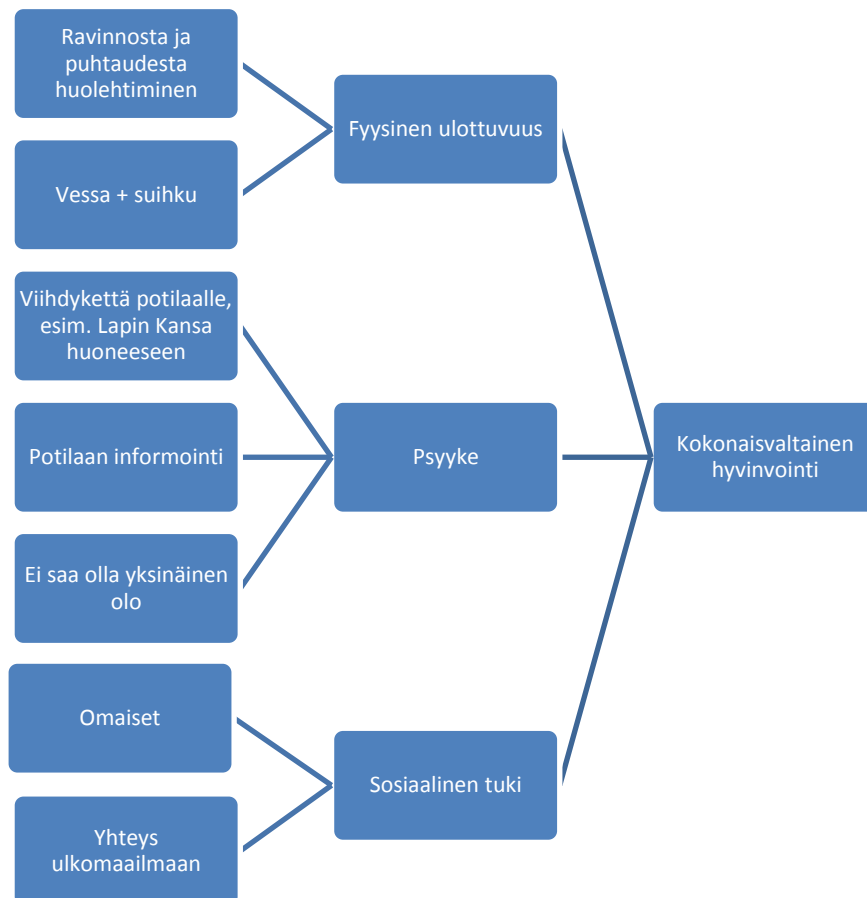 Ravinnosta ja
puhtaudesta
huolehtiminen
Fyysinen ulottuvuus
Vessa + suihku
Viihdykettä potilaalle,
esim. Lapin Kansa
huoneeseen
Potilaan informointi
Psyyke
Kokonaisvaltainen
hyvinvointi
Ei saa olla yksinäinen
olo
Omaiset
Sosiaalinen tuki
Yhteys
ulkomaailmaan